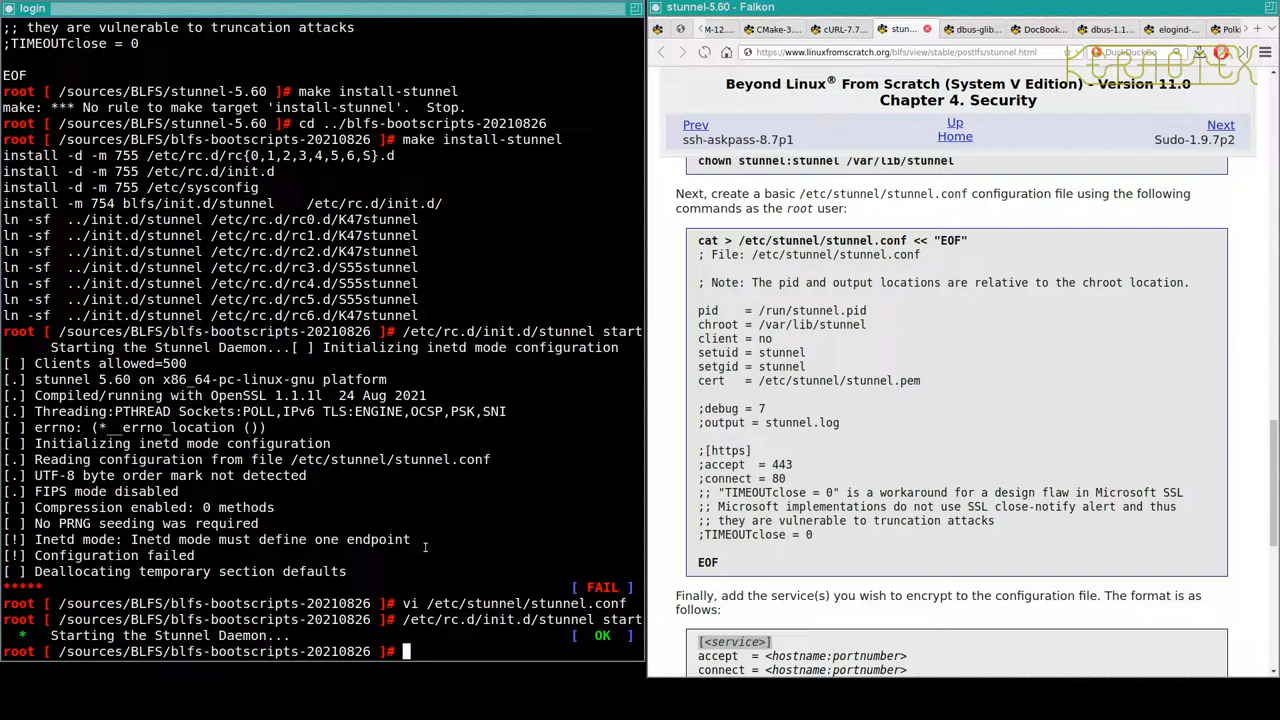 login
;; they are vulnerable to truncation attacks
;TIMEOUTclose = 0
EOF
root [ /sources/BLFS/stunnel-5.60 ]# make install-stunnel
make: *** No rule to make target 'install-stunnel'.  Stop.
root [ /sources/BLFS/stunnel-5.60 ]# cd ../blfs-bootscripts-20210826
root [ /sources/BLFS/blfs-bootscripts-20210826 ]# make install-stunnel
install -d -m 755 /etc/rc.d/rc{0,1,2,3,4,5,6,S}.d
install -d -m 755 /etc/rc.d/init.d
install -d -m 755 /etc/sysconfig
install -m 754 blfs/init.d/stunnel    /etc/rc.d/init.d/
ln -sf  ../init.d/stunnel /etc/rc.d/rc0.d/K47stunnel
ln -sf  ../init.d/stunnel /etc/rc.d/rc1.d/K47stunnel
ln -sf  ../init.d/stunnel /etc/rc.d/rc2.d/K47stunnel
ln -sf  ../init.d/stunnel /etc/rc.d/rc3.d/S55stunnel
ln -sf  ../init.d/stunnel /etc/rc.d/rc4.d/S55stunnel
ln -sf  ../init.d/stunnel /etc/rc.d/rc5.d/S55stunnel
ln -sf  ../init.d/stunnel /etc/rc.d/rc6.d/K47stunnel
root [ /sources/BLFS/blfs-bootscripts-20210826 ]# /etc/rc.d/init.d/stunnel start
Starting the Stunnel Daemon...[ ] Initializing inetd mode configuration
[ ] Clients allowed=500
[.] stunnel 5.60 on x86_64-pc-linux-gnu platform
[.] Compiled/running with OpenSSL 1.1.1l  24 Aug 2021
[.] Threading:PTHREAD Sockets:POLL,IPv6 TLS:ENGINE,OCSP,PSK,SNI
[ ] errno: (*__errno_location ())
[ ] Initializing inetd mode configuration
[.] Reading configuration from file /etc/stunnel/stunnel.conf
[.] UTF-8 byte order mark not detected
[.] FIPS mode disabled
[ ] Compression enabled: 0 methods
[ ] No PRNG seeding was required
[!] Inetd mode: Inetd mode must define one endpoint
[!] Configuration failed
[ ] Deallocating temporary section defaults
***** [ FAIL ]
root [ /sources/BLFS/blfs-bootscripts-20210826 ]# vi /etc/stunnel/stunnel.conf
root [ /sources/BLFS/blfs-bootscripts-20210826 ]# /etc/rc.d/init.d/stunnel start
*   Starting the Stunnel Daemon... [  OK  ]
root [ /sources/BLFS/blfs-bootscripts-20210826 ]#
stunnel-5.60 - Falkon
M-12.... CMake-3.... cURL-7.7... stun... dbus-glib... DocBook... dbus-1.1... elogind-... Polki
https://www.linuxfromscratch.org/blfs/view/stable/postlfs/stunnel.html DuckDuckGo
KERNOTEX
Beyond Linux® From Scratch (System V Edition) - Version 11.0
Chapter 4. Security
Prev Up Next
ssh-askpass-8.7p1 Home Sudo-1.9.7p2
chown stunnel:stunnel /var/lib/stunnel
Next, create a basic /etc/stunnel/stunnel.conf configuration file using the following
commands as the root user:
cat > /etc/stunnel/stunnel.conf << "EOF"
; File: /etc/stunnel/stunnel.conf
; Note: The pid and output locations are relative to the chroot location.
pid    = /run/stunnel.pid
chroot = /var/lib/stunnel
client = no
setuid = stunnel
setgid = stunnel
cert   = /etc/stunnel/stunnel.pem
;debug = 7
;output = stunnel.log
;[https]
;accept  = 443
;connect = 80
;; "TIMEOUTclose = 0" is a workaround for a design flaw in Microsoft SSL
;; Microsoft implementations do not use SSL close-notify alert and thus
;; they are vulnerable to truncation attacks
;TIMEOUTclose = 0
EOF
Finally, add the service(s) you wish to encrypt to the configuration file. The format is as
follows:
[<service>]
accept  = <hostname:portnumber>
connect = <hostname:portnumber>